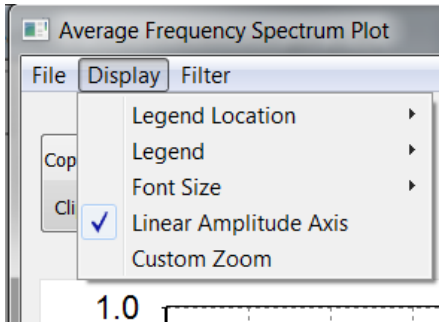 Average Frequency Spectrum Plot
File Display Filter
Legend Location
Legend
Font Size
Linear Amplitude Axis
Custom Zoom
Cop
Cli
1.0